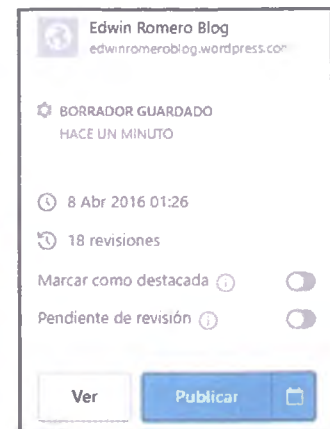 Edwin Romero Blog
edwinromeroblog.wordpress.com
BORRADOR GUARDADO
HACE UN MINUTO
8 Abr 2016 01:26
18 revisiones
Marcar como destacada
Pendiente de revisión
Ver
Publicar